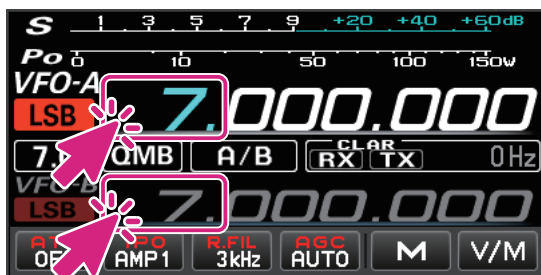 S 1 . 3 . 5 . 7 . 9 +20 +40 +60dB
Po 0 10 50 100 150W
VFO-A
LSB 7.000.000
QMB A/B CLAR RX TX 0Hz
VFO-B
LSB 7.000.000
IPO R.FIL AGC
AMP1 3kHz AUTO M V/M